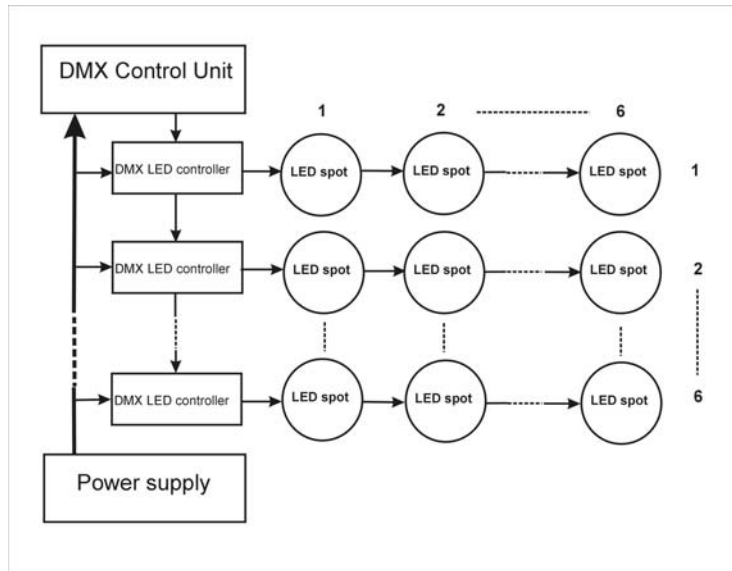 DMX Control Unit
1 2 6
DMX LED controller LED spot LED spot LED spot 1
DMX LED controller LED spot LED spot LED spot 2
DMX LED controller LED spot LED spot LED spot 6
Power supply